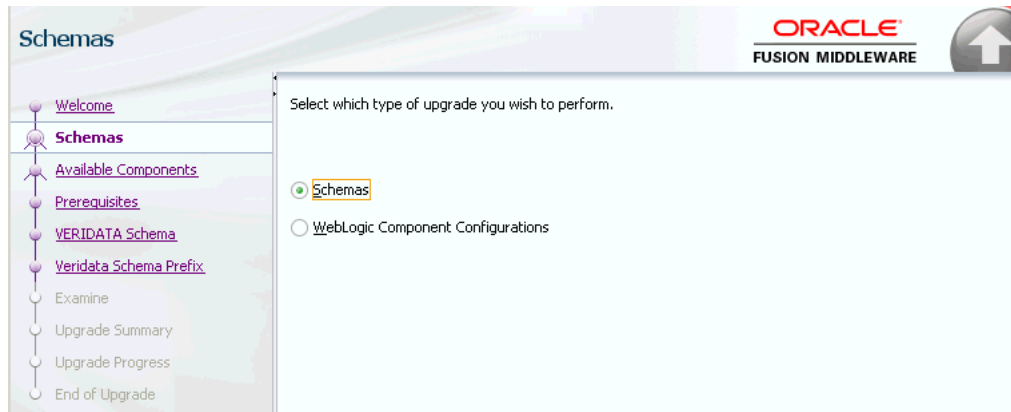 Schemas
ORACLE
FUSION MIDDLEWARE
Welcome
Schemas
Available Components
Prerequisites
VERIDATA Schema
Veridata Schema Prefix
Examine
Upgrade Summary
Upgrade Progress
End of Upgrade
Select which type of upgrade you wish to perform.
Schemas
WebLogic Component Configurations